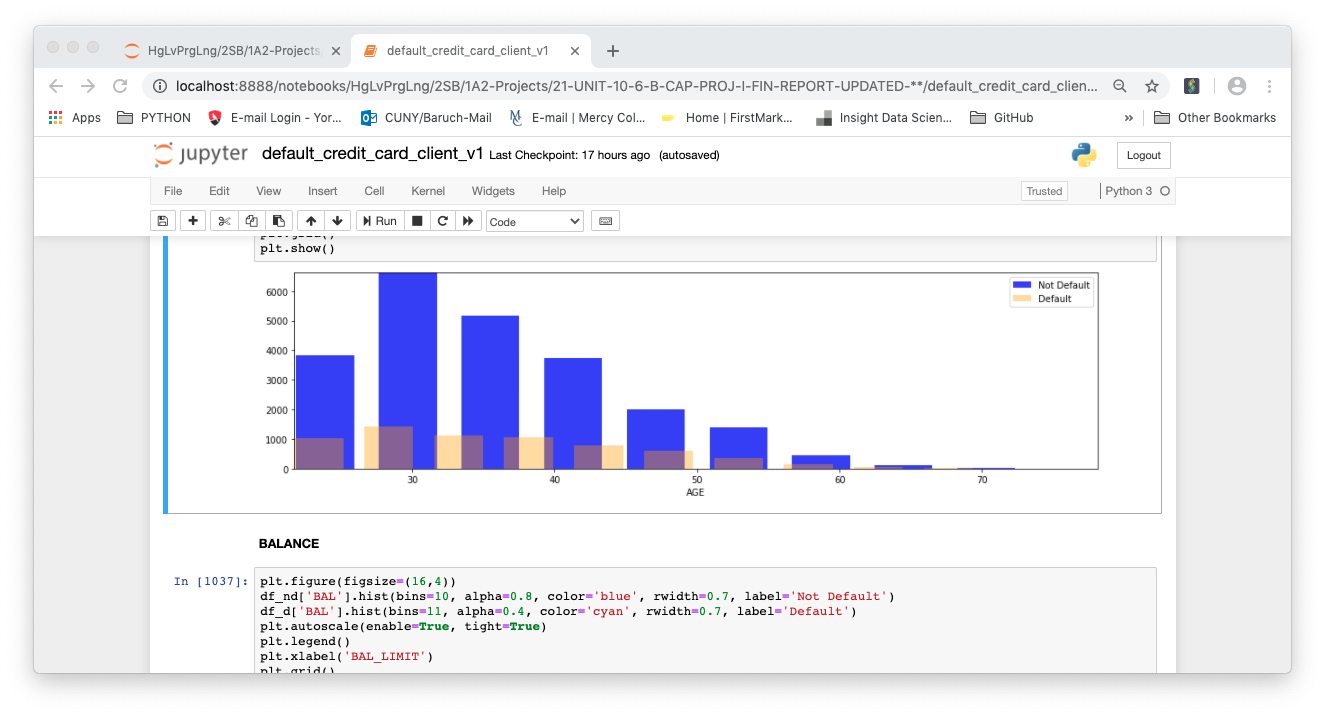 HgLvPrgLng/2SB/1A2-Projects
default_credit_card_client_v1
localhost:8888/notebooks/HgLvPrgLng/2SB/1A2-Projects/21-UNIT-10-6-B-CAP-PROJ-I-FIN-REPORT-UPDATED-**/default_credit_card_clien...
Apps PYTHON E-mail Login - Yor... CUNY/Baruch-Mail E-mail | Mercy Col... Home | FirstMark... Insight Data Scien... GitHub » Other Bookmarks
jupyter default_credit_card_client_v1 Last Checkpoint: 17 hours ago (autosaved) Logout
File Edit View Insert Cell Kernel Widgets Help Trusted Python 3
Run Code
plt.show()
Not Default
Default
6000
5000
4000
3000
2000
1000
0
30 40 50 60 70
AGE
BALANCE
In [1037]: plt.figure(figsize=(16,4))
df_nd['BAL'].hist(bins=10, alpha=0.8, color='blue', rwidth=0.7, label='Not Default')
df_d['BAL'].hist(bins=11, alpha=0.4, color='cyan', rwidth=0.7, label='Default')
plt.autoscale(enable=True, tight=True)
plt.legend()
plt.xlabel('BAL_LIMIT')
plt.grid()